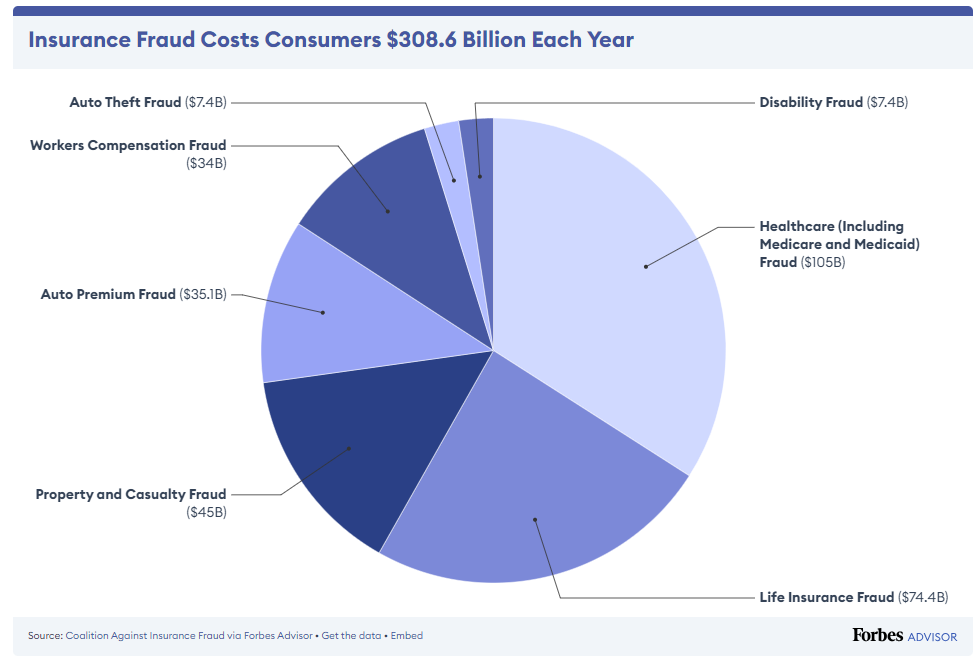 Insurance Fraud Costs Consumers $308.6 Billion Each Year
Auto Theft Fraud ($7.4B)
Disability Fraud ($7.4B)
Workers Compensation Fraud
($34B)
Healthcare (Including
Medicare and Medicaid)
Fraud ($105B)
Auto Premium Fraud ($35.1B)
Property and Casualty Fraud
($45B)
Life Insurance Fraud ($74.4B)
Source: Coalition Against Insurance Fraud via Forbes Advisor • Get the data • Embed
Forbes ADVISOR